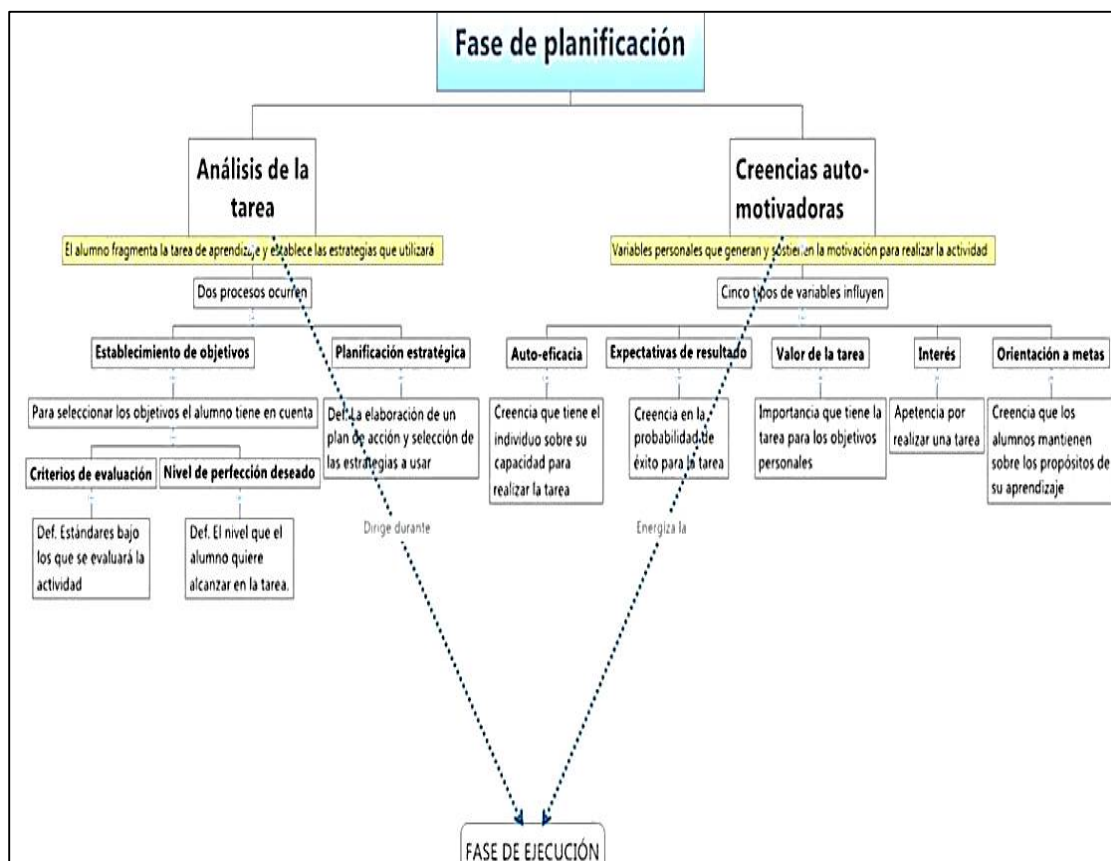 Fase de planificación
Análisis de la
tarea
Creencias auto-
motivadoras
El alumno fragmenta la tarea de aprendizaje y establece las estrategias que utilizará
Variables personales que generan y sostienen la motivación para realizar la actividad
Dos procesos ocurren
Cinco tipos de variables influyen
Establecimiento de objetivos
Planificación estratégica
Auto-eficacia
Expectativas de resultado
Valor de la tarea
Interés
Orientación a metas
Para seleccionar los objetivos el alumno tiene en cuenta
Def. La elaboración de un
plan de acción y selección de
las estrategias a usar
Creencia que tiene el
individuo sobre su
capacidad para
realizar la tarea
Creencia en la
probabilidad de
éxito para la tarea
Importancia que tiene la
tarea para los objetivos
personales
Apetencia por
realizar una tarea
Creencia que los
alumnos mantienen
sobre los propósitos de
su aprendizaje
Criterios de evaluación
Nivel de perfección deseado
Def. Estándares bajo
los que se evaluará la
actividad
Def. El nivel que el
alumno quiere
alcanzar en la tarea.
Dirige durante
Energiza la
FASE DE EJECUCIÓN